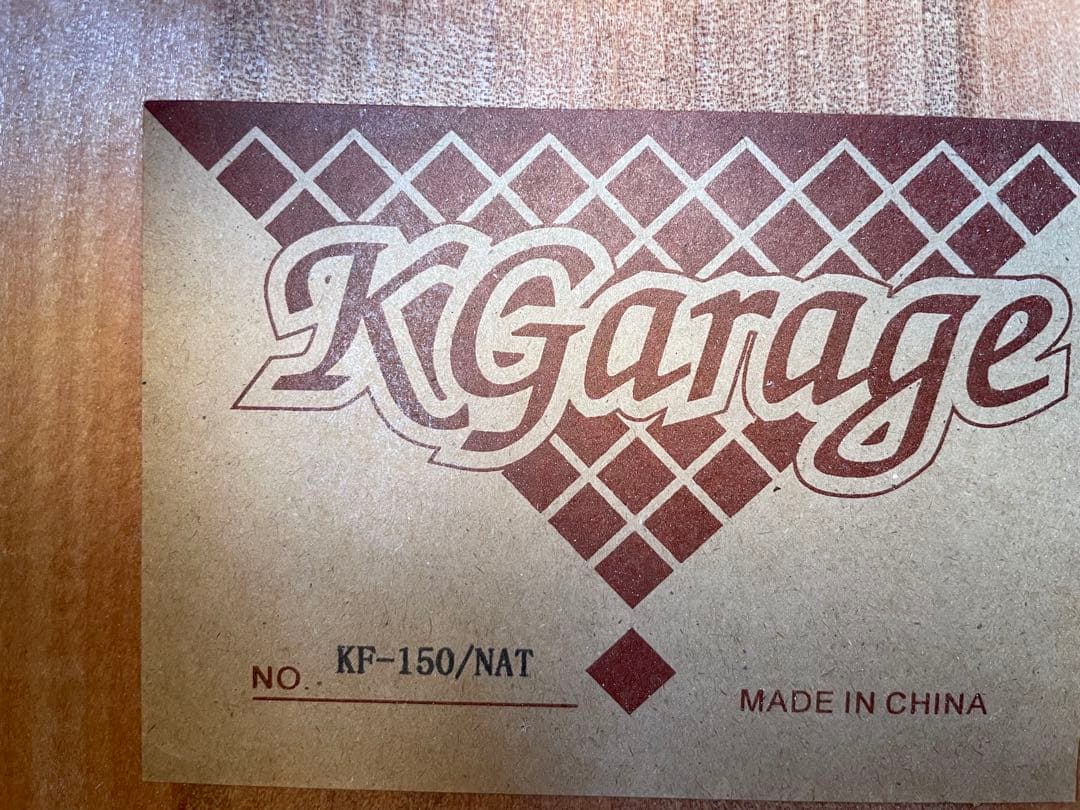 KGarage
NO. KF-150/NAT
MADE IN CHINA